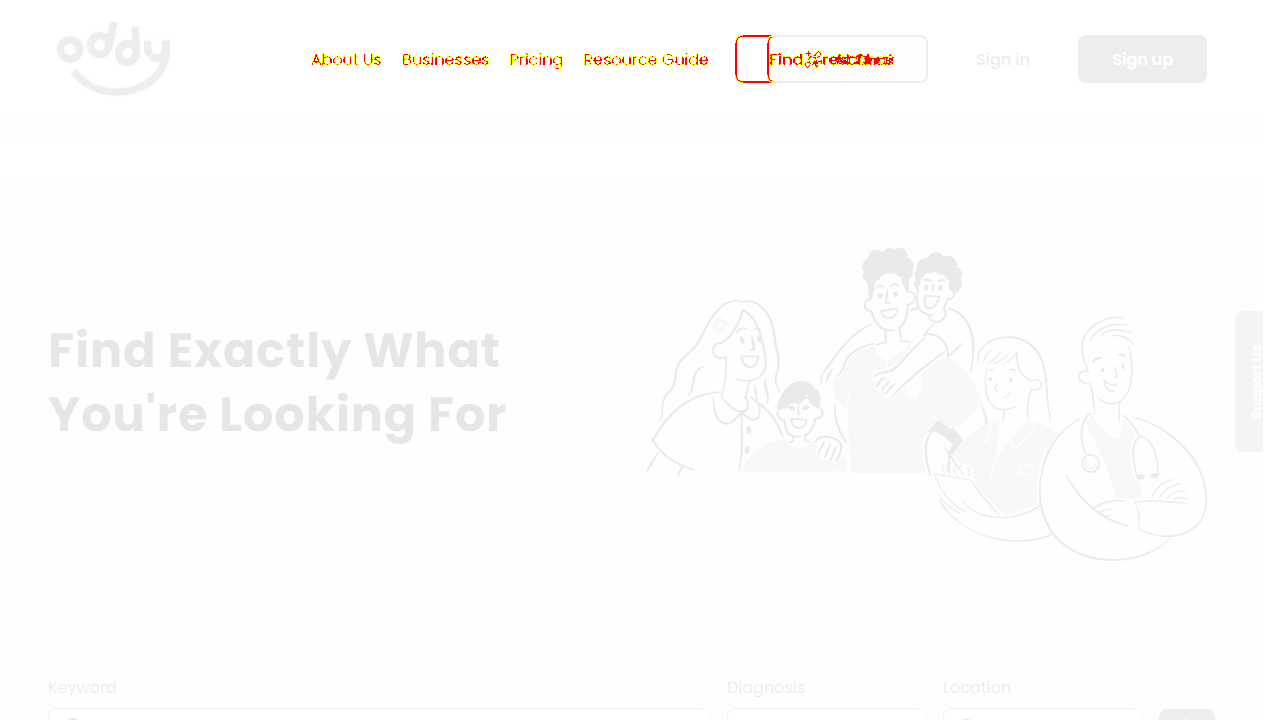 oddy
About Us Businesses Pricing Resource Guide Find Sign in Sign up
Find Exactly What
You're Looking For
Support Us
Keyword Diagnosis Location